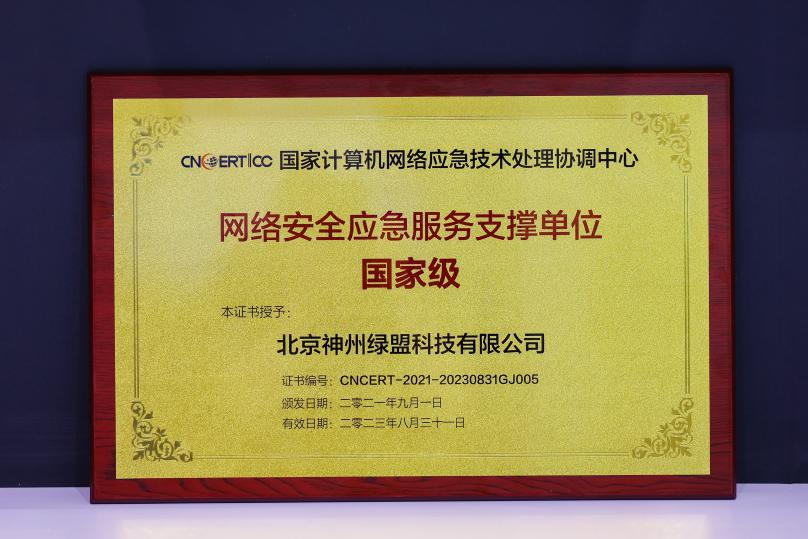 CNCERT/CC 国家计算机网络应急技术处理协调中心
网络安全应急服务支撑单位
国家级
本证书授予：
北京神州绿盟科技有限公司
证书编号：CNCERT-2021-20230831GJ005
颁发日期：二零二一年九月一日
有效日期：二零二三年八月三十一日